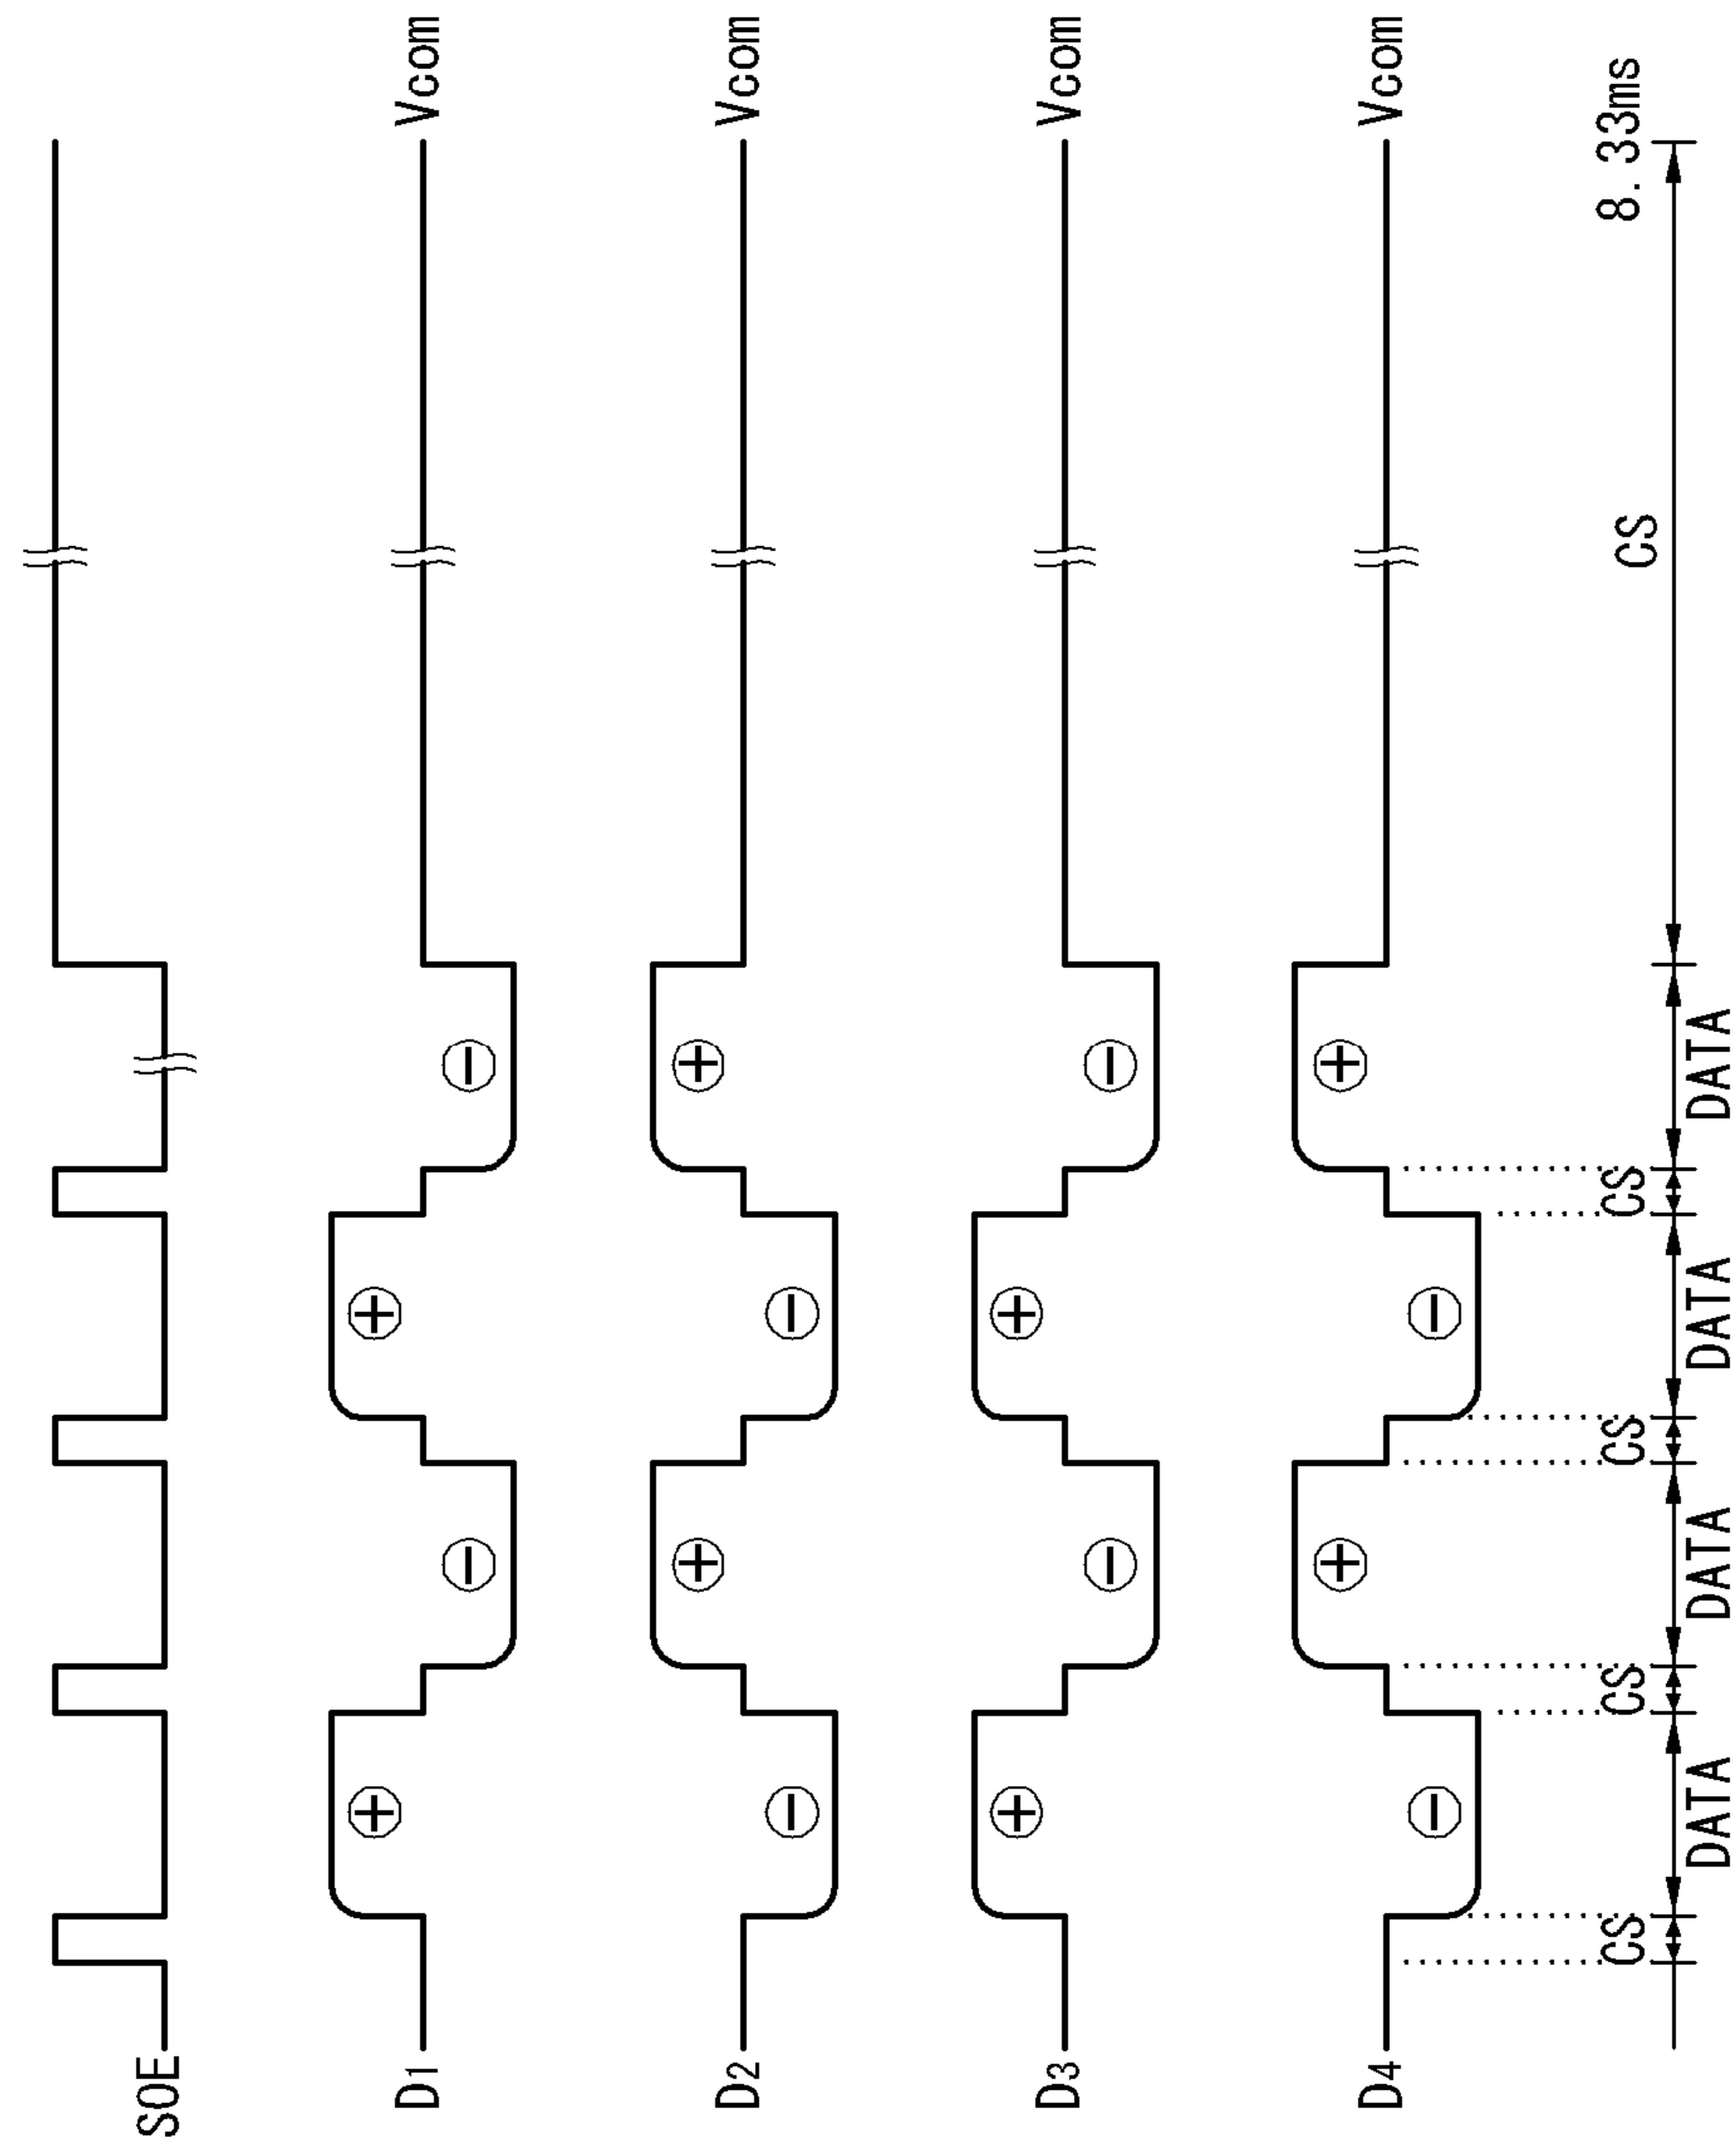 SOE
D1
Vcom
D2
Vcom
D3
Vcom
D4
Vcom
CS CS CS CS CS 8.33ms
DATA DATA DATA DATA